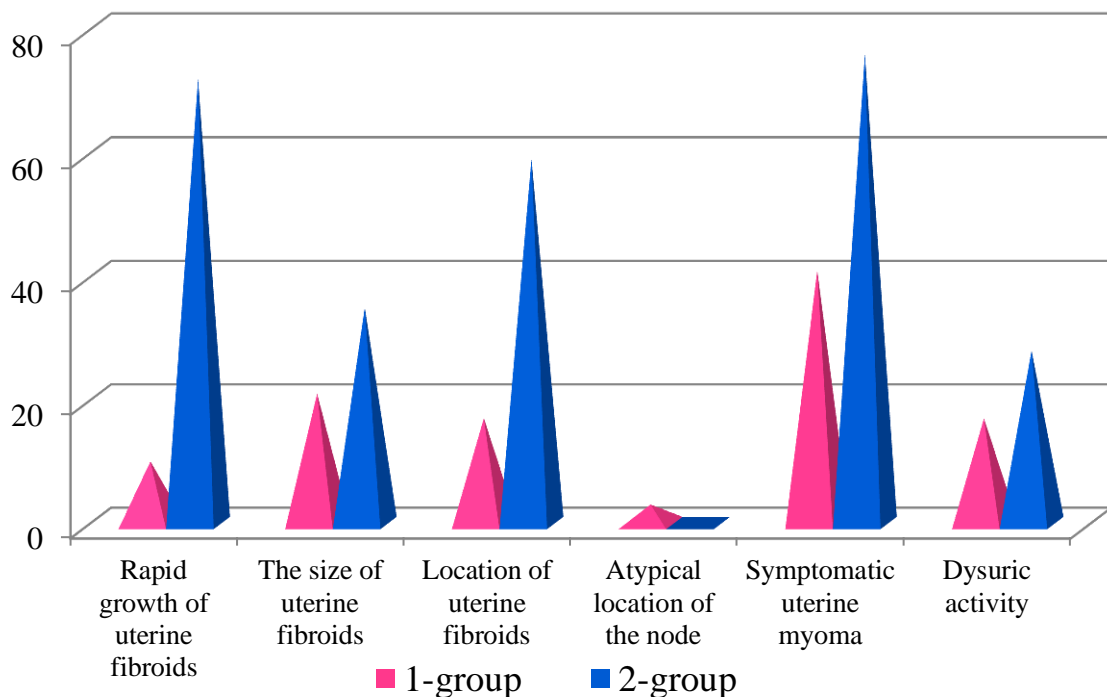 80
60
40
20
0
Rapid
growth of
uterine
fibroids
The size of
uterine
fibroids
Location of
uterine
fibroids
Atypical
location of
the node
Symptomatic
uterine
myoma
Dysuric
activity
1-group
2-group